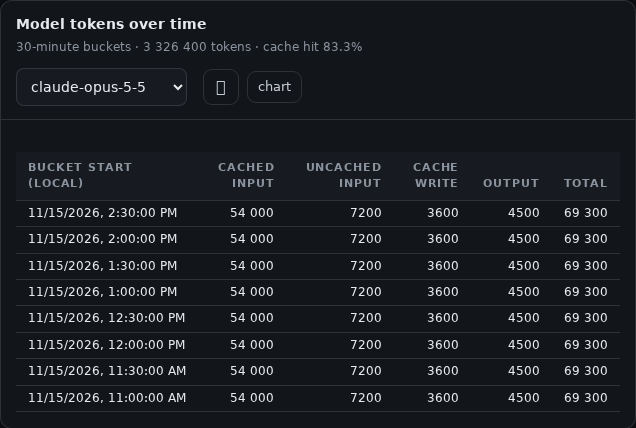 Model tokens over time
30-minute buckets · 3 326 400 tokens · cache hit 83.3%
claude-opus-5-5 chart
BUCKET START (LOCAL) CACHED INPUT UNCACHED INPUT CACHE WRITE OUTPUT TOTAL
11/15/2026, 2:30:00 PM 54 000 7200 3600 4500 69 300
11/15/2026, 2:00:00 PM 54 000 7200 3600 4500 69 300
11/15/2026, 1:30:00 PM 54 000 7200 3600 4500 69 300
11/15/2026, 1:00:00 PM 54 000 7200 3600 4500 69 300
11/15/2026, 12:30:00 PM 54 000 7200 3600 4500 69 300
11/15/2026, 12:00:00 PM 54 000 7200 3600 4500 69 300
11/15/2026, 11:30:00 AM 54 000 7200 3600 4500 69 300
11/15/2026, 11:00:00 AM 54 000 7200 3600 4500 69 300